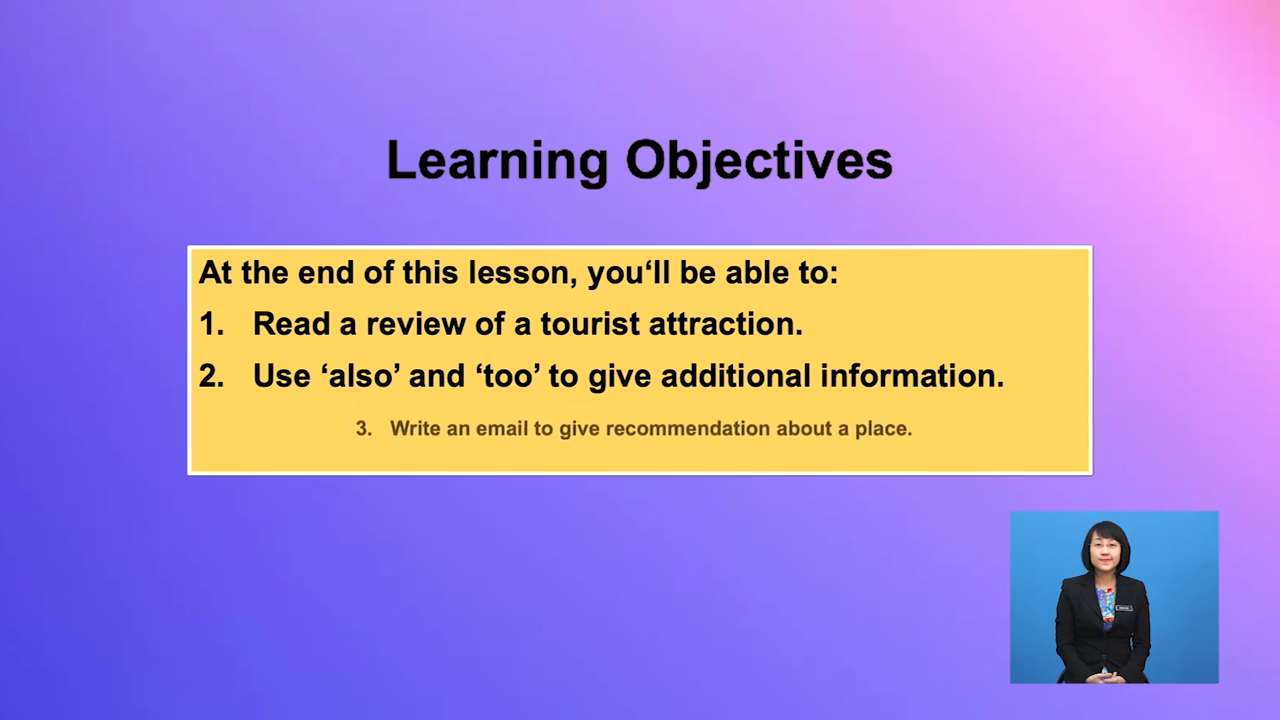 Learning Objectives
At the end of this lesson, you‘ll be able to:
1. Read a review of a tourist attraction.
2. Use ‘also’ and ‘too’ to give additional information.
3. Write an email to give recommendation about a place.